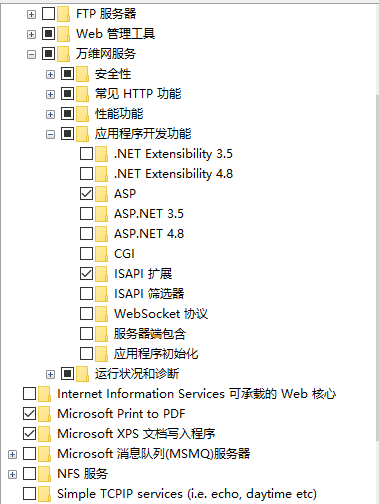 FTP 服务器
Web 管理工具
万维网服务
安全性
常见 HTTP 功能
性能功能
应用程序开发功能
.NET Extensibility 3.5
.NET Extensibility 4.8
ASP
ASP.NET 3.5
ASP.NET 4.8
CGI
ISAPI 扩展
ISAPI 筛选器
WebSocket 协议
服务器端包含
应用程序初始化
运行状况和诊断
Internet Information Services 可承载的 Web 核心
Microsoft Print to PDF
Microsoft XPS 文档写入程序
Microsoft 消息队列(MSMQ)服务器
NFS 服务
Simple TCPIP services (i.e. echo, daytime etc)